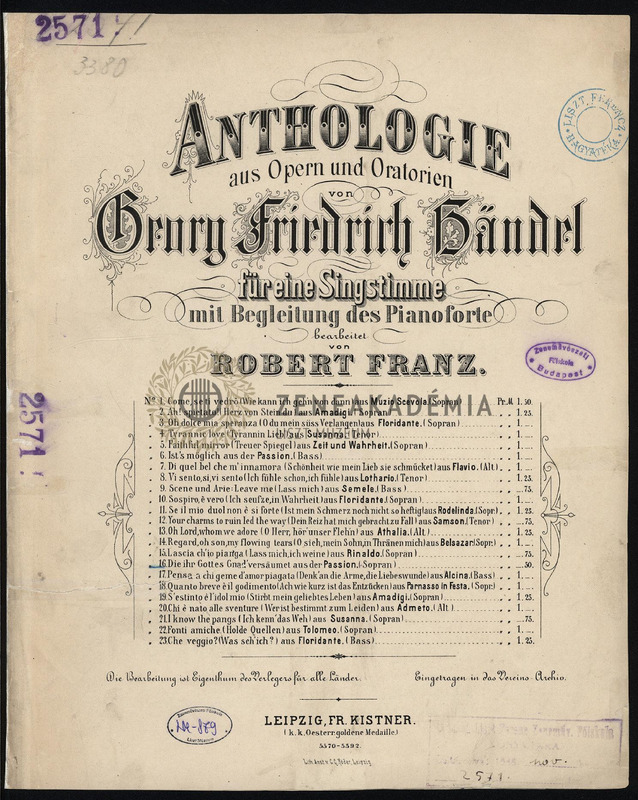 2571
3380
ANTHOLOGIE
aus Opern und Oratorien
von
Georg Friedrich Händel
für eine Singstimme
mit Begleitung des Pianoforte
bearbeitet
von
ROBERT FRANZ.
LISZT FERENCZ HAGYATÉKA
Zeneművészeti Főiskola Budapest
2571
ZENEAKADÉMIA
No 1. Come, se ti vedrò (Wie kann ich gehn, wie kann) aus Muzio Scevola. (Sopran) Pr. M. 1. 50.
2. Ah! spietato! (Herz von Stein du) aus Amadigi. (Sopran) „ „ 1. 25.
3. Oh dolce mia speranza (O du mein süss Verlangen) aus Floridante. (Sopran) „ „ 1. —
4. Tyrannic love (Tyrannin Lieb) aus Susanna. (Tenor) „ „ 1. —
5. Faithful mirror (Treuer Spiegel) aus Zeit und Wahrheit. (Sopran) „ „ 1. —
6. Ist's möglich aus der Passion. (Bass) „ „ 1. —
7. Di quel bel che m'innamora (Schönheit wie mein Lieb sie schmücket) aus Flavio. (Alt) „ „ 1. —
8. Vi sento, si, vi sento (Ich fühle schon, ich fühle) aus Lothario. (Tenor) „ „ 1. 25.
9. Scene und Arie: Leave me (Lass mich) aus Semele. (Bass) „ „ —. 75.
10. Sospiro, è vero (Ich seufze, in Wahrheit) aus Floridante. (Sopran) „ „ 1. —
11. Se il mio duol non è si forte (Ist mein Schmerz noch nicht so heftig) aus Rodelinda. (Sopr.) „ „ 1. 25.
12. Your charms to ruin led the way (Dein Reiz hat mich gebracht zu Fall) aus Samson. (Tenor) „ „ —. 75.
13. Oh Lord, whom we adore (O Herr, hör' unser Flehn) aus Athalia. (Alt) „ „ 1. 25.
14. Regard, oh son, my flowing tears (O sieh, mein Sohn, in Thränen mich) aus Belsazar. (Sopr.) „ „ 1. —
15. Lascia ch'io pianga (Lass mich, ich weine) aus Rinaldo. (Sopran) „ „ —. 75.
16. Die ihr Gottes Gnad' versäumet aus der Passion. (Sopran) „ „ —. 50.
17. Pensa à chi geme d'amor piagata (Denk' an die Arme, die Liebeswunde) aus Alcina. (Bass) „ „ 1. —
18. Quanto breve è il godimento (Ach wie kurz ist das Entzücken) aus Parnasso in Festa. (Sopr.) „ „ 1. —
19. S'estinto è l'idol mio (Stirbt mein geliebtes Leben) aus Amadigi. (Sopran) „ „ 1. 25.
20. Chi è nato alle sventure (Wer ist bestimmt zum Leiden) aus Admeto. (Alt) „ „ 1. —
21. I know the pangs (Ich kenn' das Weh) aus Susanna. (Sopran) „ „ —. 75.
22. Fonti amiche (Holde Quellen) aus Tolomeo. (Sopran) „ „ 1. —
23. Che veggio? (Was seh' ich?) aus Floridante. (Bass) „ „ 1. 25.
Die Bearbeitung ist Eigenthum des Verlegers für alle Länder. Eingetragen in das Vereins-Archiv.
LEIPZIG, FR. KISTNER.
(k. k. Oesterr. goldene Medaille)
5570-5592.
Lith. Anst. v. C. G. Röder, Leipzig.
2571.